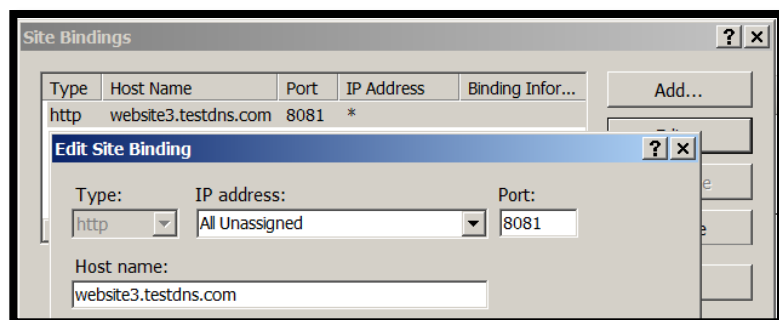 Site Bindings
Type Host Name Port IP Address Binding Infor...
Add...
http website3.testdns.com 8081 *
Edit Site Binding
Type: IP address: Port:
http All Unassigned 8081
Host name:
website3.testdns.com